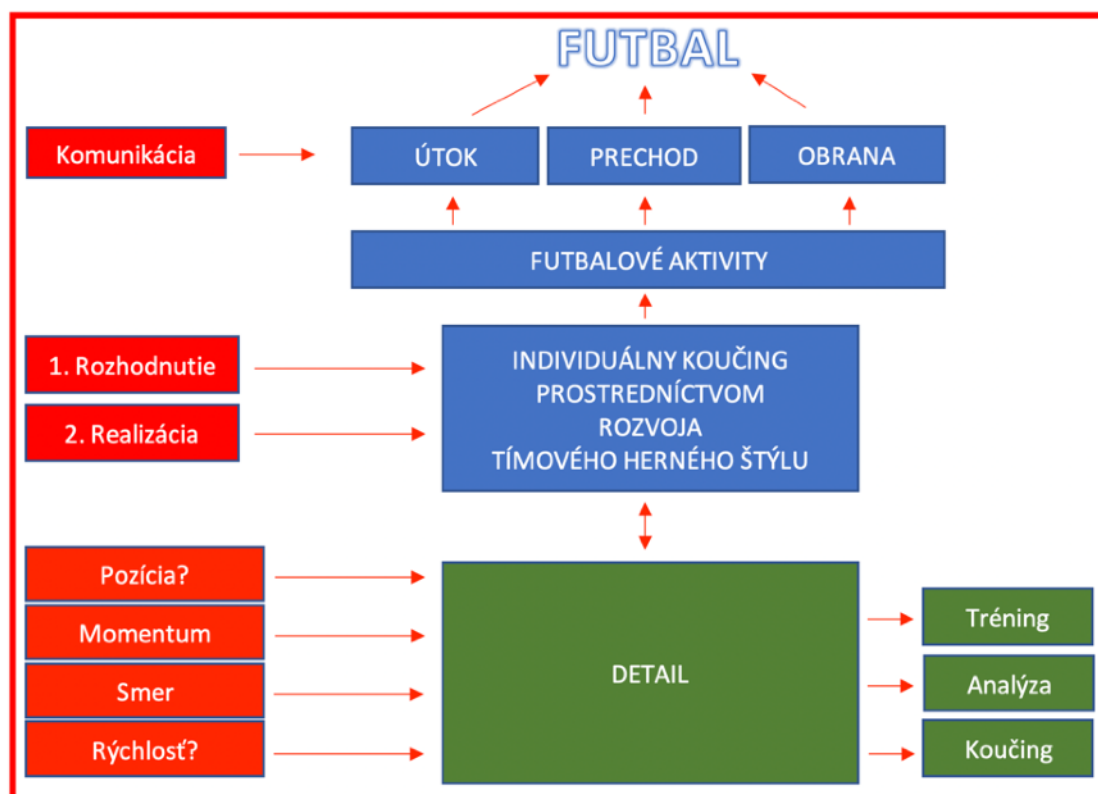 FUTBAL
Komunikácia
ÚTOK
PRECHOD
OBRANA
FUTBALOVÉ AKTIVITY
1. Rozhodnutie
2. Realizácia
INDIVIDUÁLNY KOUČING
PROSTREDNÍCTVOM
ROZVOJA
TÍMOVÉHO HERNÉHO ŠTÝLU
Pozícia?
Momentum
Smer
Rýchlosť?
DETAIL
Tréning
Analýza
Koučing